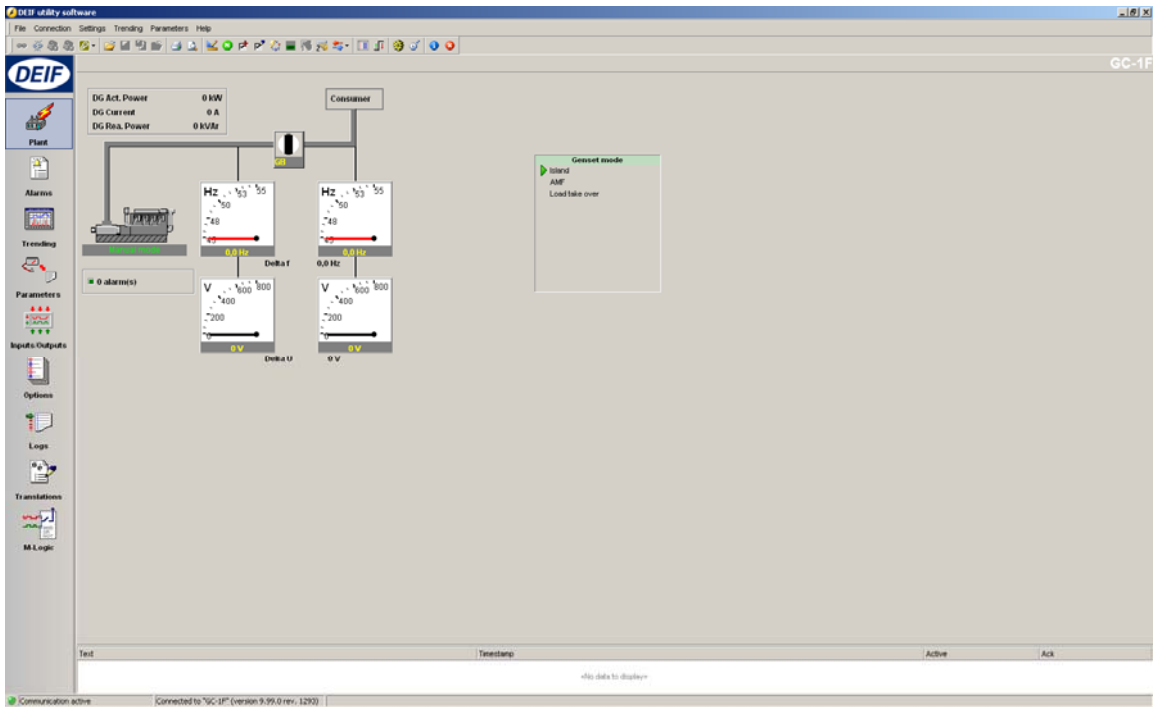 DEIF utility software
File Connection Settings Trending Parameters Help
DEIF
GC-1F
DG Act. Power 0 kW
DG Current 0 A
DG Rea. Power 0 kVAr
Consumer
GB
Plant
Alarms
Trending
Parameters
Inputs/Outputs
Options
Logs
Translations
M-Logic
Hz
55
53
50
48
45
0,0 Hz
Hz
55
53
50
48
45
0,0 Hz
Delta f 0,0 Hz
0 alarm(s)
V
800
600
400
200
0
0 V
V
800
600
400
200
0
0 V
Delta U 0 V
Genset mode
Island
AMF
Load take over
Text Timestamp Active Ack
<No data to display>
Communication active Connected to "GC-1F" (version 9.99.0 rev. 1293)